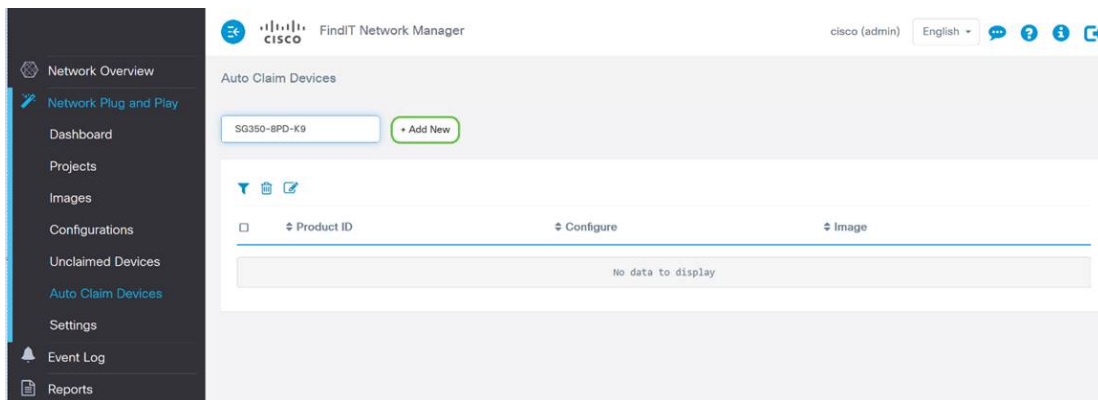 CISCO FindIT Network Manager
cisco (admin) English
Network Overview
Network Plug and Play
Dashboard
Projects
Images
Configurations
Unclaimed Devices
Auto Claim Devices
Settings
Event Log
Reports
Auto Claim Devices
SG350-8PD-K9 + Add New
Product ID Configure Image
No data to display